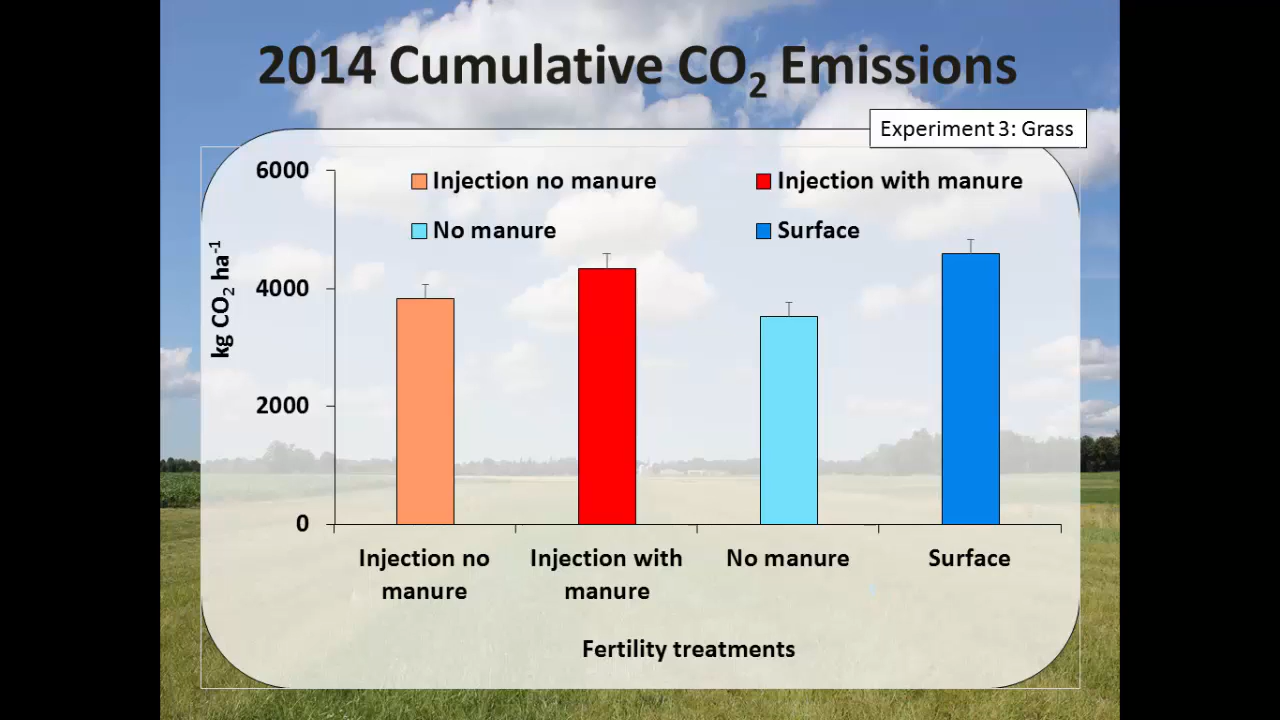 2014 Cumulative CO₂ Emissions
Experiment 3: Grass
6000
4000
2000
0
kg CO₂ ha⁻¹
Injection no manure
Injection with manure
No manure
Surface
Injection no manure
Injection with manure
No manure
Surface
Fertility treatments